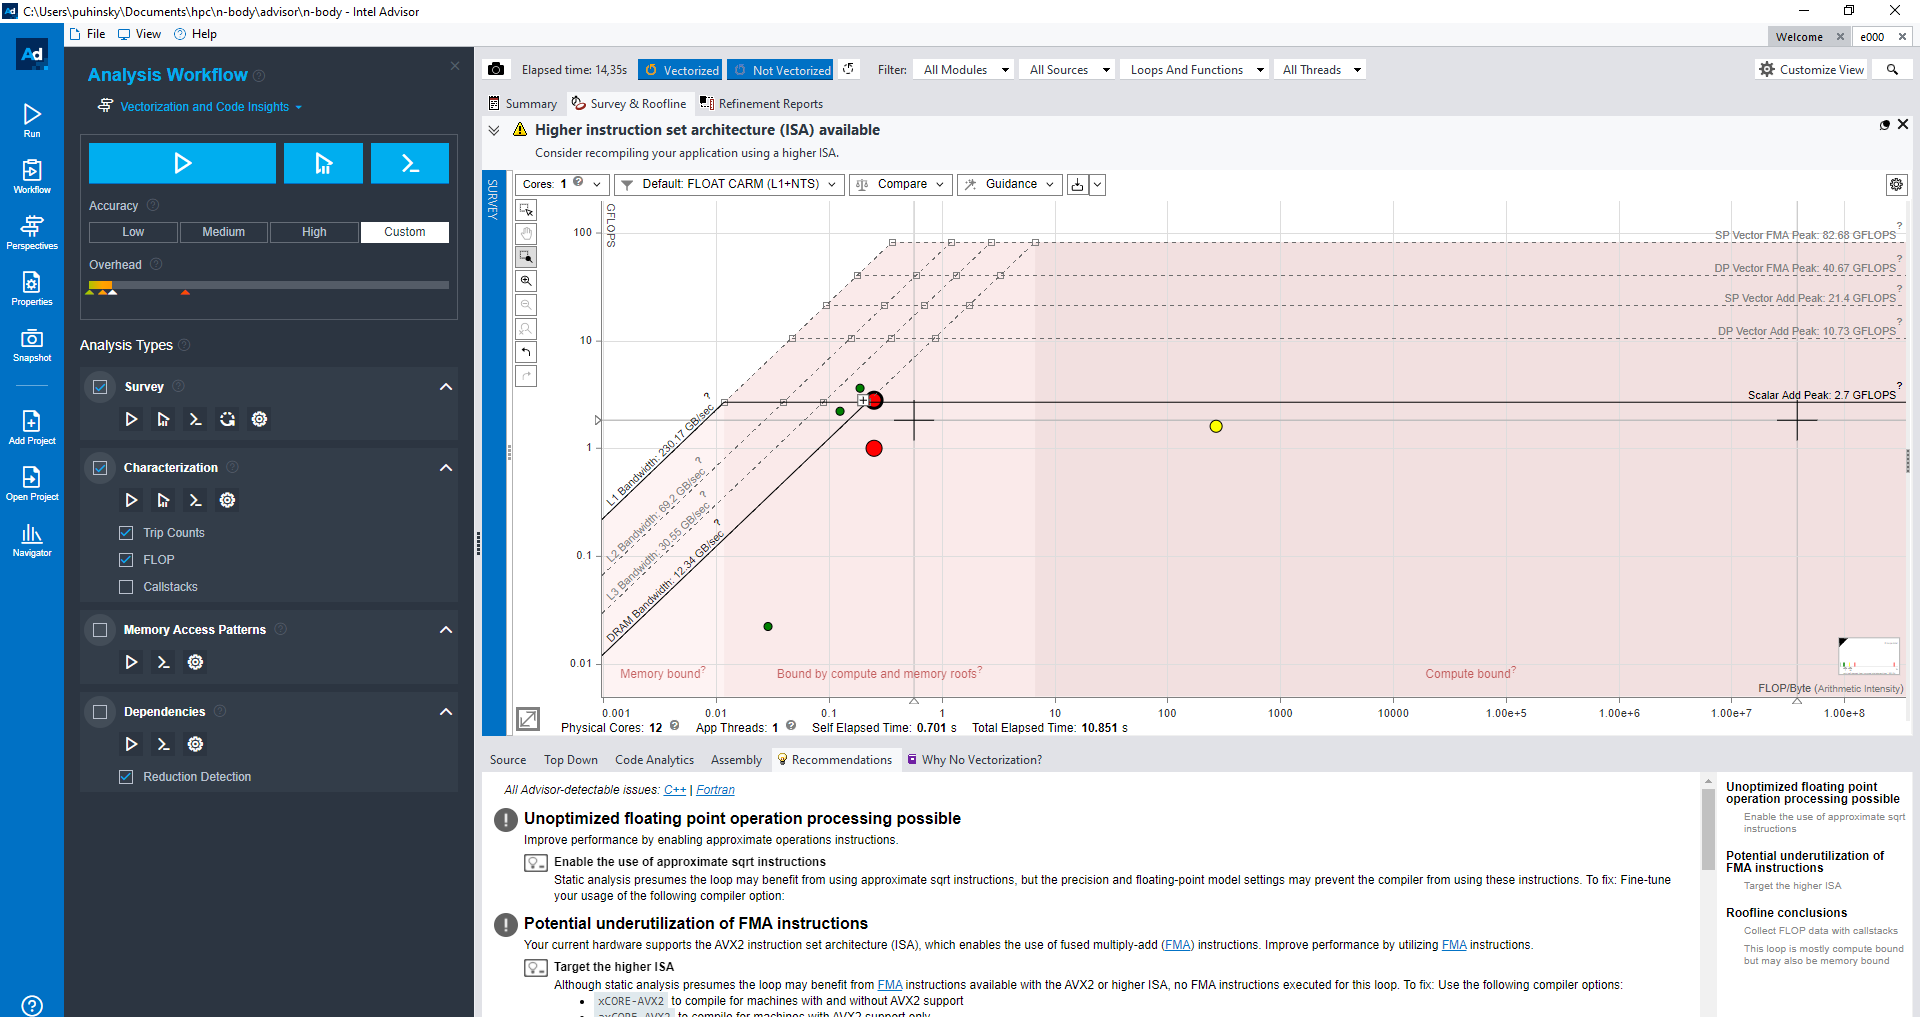 C:\Users\puhinsky\Documents\hpc\n-body\advisor\n-body - Intel Advisor
File View Help
Welcome e000
Ad
Run
Workflow
Perspectives
Properties
Snapshot
Add Project
Open Project
Navigator
Analysis Workflow
Vectorization and Code Insights
Accuracy
Low Medium High Custom
Overhead
Analysis Types
Survey
Characterization
Trip Counts
FLOP
Callstacks
Memory Access Patterns
Dependencies
Reduction Detection
Elapsed time: 14,35s Vectorized Not Vectorized Filter: All Modules All Sources Loops And Functions All Threads Customize View
Summary Survey & Roofline Refinement Reports
Higher instruction set architecture (ISA) available
Consider recompiling your application using a higher ISA.
SURVEY
Cores: 1 Default: FLOAT CARM (L1+NTS) Compare Guidance
GFLOPS
100
10
1
0.1
0.01
SP Vector FMA Peak: 82.68 GFLOPS ?
DP Vector FMA Peak: 40.67 GFLOPS ?
SP Vector Add Peak: 21.4 GFLOPS ?
DP Vector Add Peak: 10.73 GFLOPS ?
Scalar Add Peak: 2.7 GFLOPS ?
L1 Bandwidth: 230.17 GB/sec ?
L2 Bandwidth: 69.2 GB/sec ?
L3 Bandwidth: 30.55 GB/sec ?
DRAM Bandwidth: 12.34 GB/sec ?
Memory bound? Bound by compute and memory roofs? Compute bound?
FLOP/Byte (Arithmetic Intensity)
0.001 0.01 0.1 1 10 100 1000 10000 1.00e+5 1.00e+6 1.00e+7 1.00e+8
Physical Cores: 12 App Threads: 1 Self Elapsed Time: 0.701 s Total Elapsed Time: 10.851 s
Source Top Down Code Analytics Assembly Recommendations Why No Vectorization?
All Advisor-detectable issues: C++ | Fortran
Unoptimized floating point operation processing possible
Improve performance by enabling approximate operations instructions.
Enable the use of approximate sqrt instructions
Static analysis presumes the loop may benefit from using approximate sqrt instructions, but the precision and floating-point model settings may prevent the compiler from using these instructions. To fix: Fine-tune
your usage of the following compiler option:
Potential underutilization of FMA instructions
Your current hardware supports the AVX2 instruction set architecture (ISA), which enables the use of fused multiply-add (FMA) instructions. Improve performance by utilizing FMA instructions.
Target the higher ISA
Although static analysis presumes the loop may benefit from FMA instructions available with the AVX2 or higher ISA, no FMA instructions executed for this loop. To fix: Use the following compiler options:
• xCORE-AVX2 to compile for machines with and without AVX2 support
• axCORE-AVX2 to compile for machines with AVX2 support only
Unoptimized floating point
operation processing possible
Enable the use of approximate sqrt
instructions
Potential underutilization of
FMA instructions
Target the higher ISA
Roofline conclusions
Collect FLOP data with callstacks
This loop is mostly compute bound
but may also be memory bound